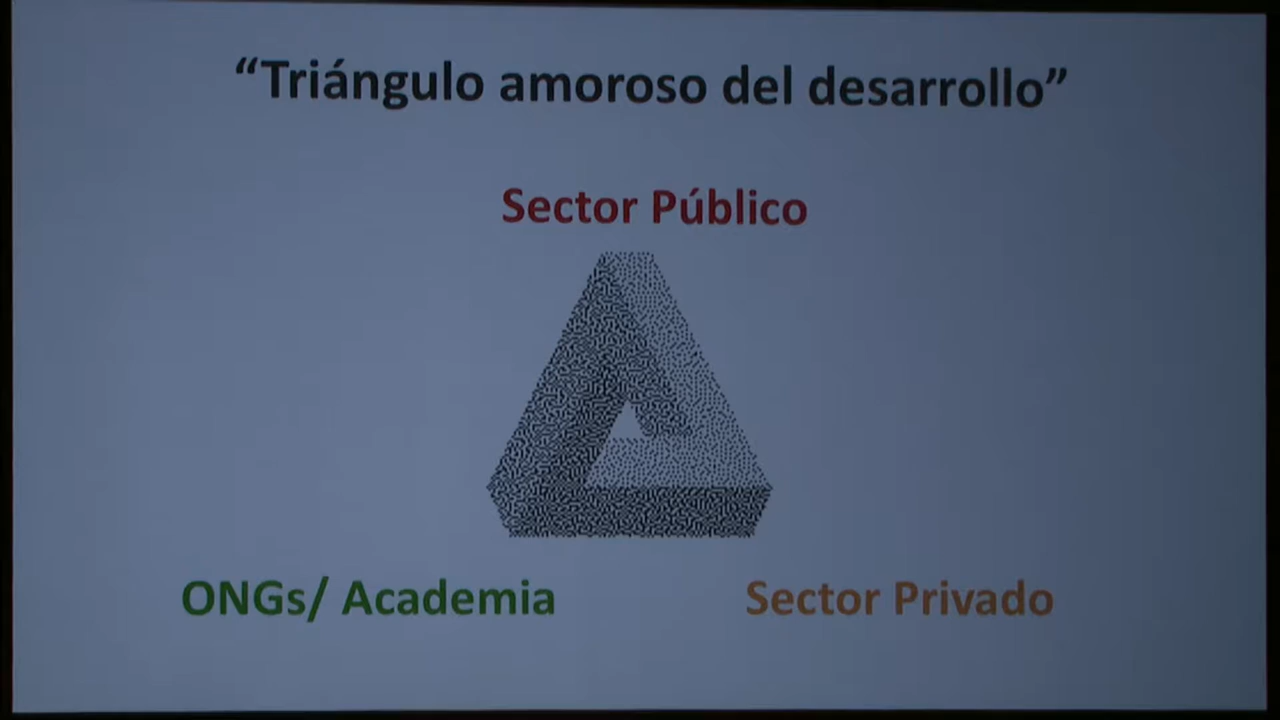 “Triángulo amoroso del desarrollo”
Sector Público
ONGs/ Academia
Sector Privado